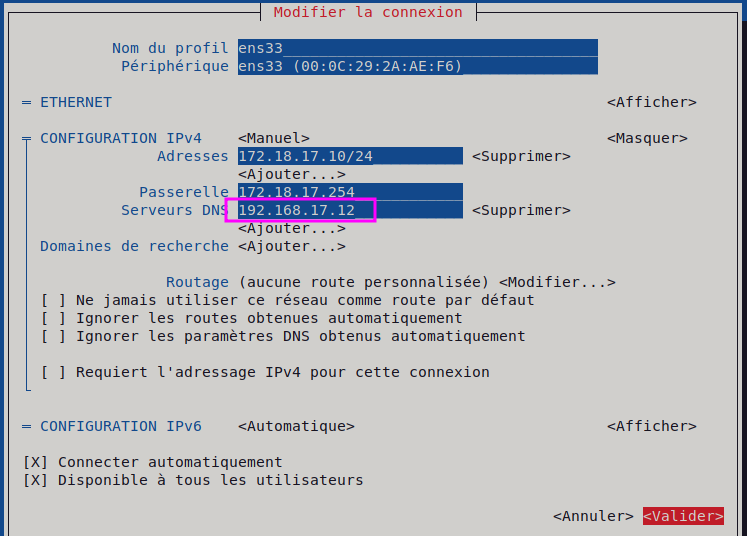 Modifier la connexion
Nom du profil ens33
Périphérique ens33 (00:0C:29:2A:AE:F6)
= ETHERNET <Afficher>
CONFIGURATION IPv4 <Manuel> <Masquer>
Adresses 172.18.17.10/24 <Supprimer>
<Ajouter...>
Passerelle 172.18.17.254
Serveurs DNS 192.168.17.12 <Supprimer>
<Ajouter...>
Domaines de recherche <Ajouter...>
Routage (aucune route personnalisée) <Modifier...>
[ ] Ne jamais utiliser ce réseau comme route par défaut
[ ] Ignorer les routes obtenues automatiquement
[ ] Ignorer les paramètres DNS obtenus automatiquement
[ ] Requiert l'adressage IPv4 pour cette connexion
= CONFIGURATION IPv6 <Automatique> <Afficher>
[X] Connecter automatiquement
[X] Disponible à tous les utilisateurs
<Annuler> <Valider>